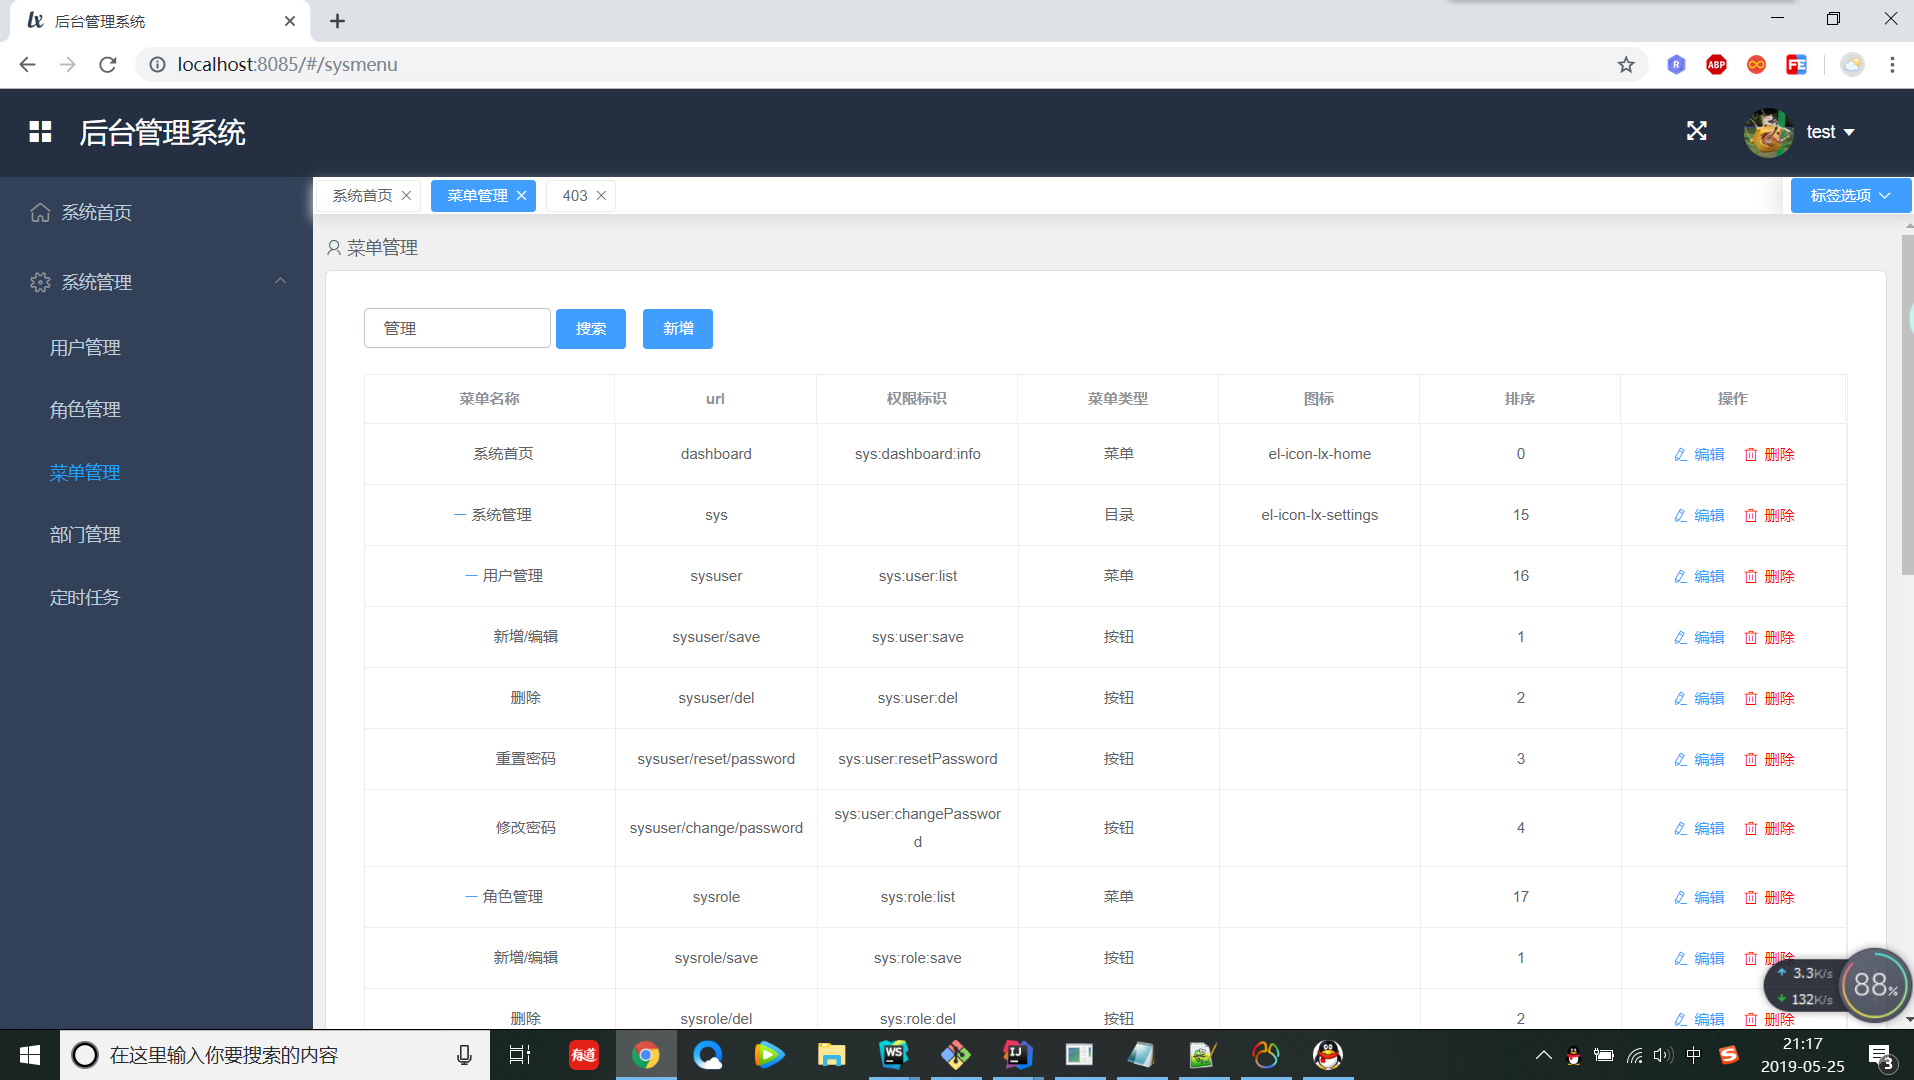 lx 后台管理系统
localhost:8085/#/sysmenu
R ABP FE
后台管理系统
test
系统首页
系统管理
用户管理
角色管理
菜单管理
部门管理
定时任务
系统首页 菜单管理 403 标签选项
菜单管理
管理 搜索 新增
菜单名称 url 权限标识 菜单类型 图标 排序 操作
系统首页 dashboard sys:dashboard:info 菜单 el-icon-lx-home 0 编辑 删除
系统管理 sys 目录 el-icon-lx-settings 15 编辑 删除
用户管理 sysuser sys:user:list 菜单 16 编辑 删除
新增/编辑 sysuser/save sys:user:save 按钮 1 编辑 删除
删除 sysuser/del sys:user:del 按钮 2 编辑 删除
重置密码 sysuser/reset/password sys:user:resetPassword 按钮 3 编辑 删除
修改密码 sysuser/change/password sys:user:changePasswor
d 按钮 4 编辑 删除
角色管理 sysrole sys:role:list 菜单 17 编辑 删除
新增/编辑 sysrole/save sys:role:save 按钮 1 编辑 删除
删除 sysrole/del sys:role:del 按钮 2 编辑 删除
3.3K/s
132K/s
88%
在这里输入你要搜索的内容
有道
WS
IJ
中
S
21:17
2019-05-25
3